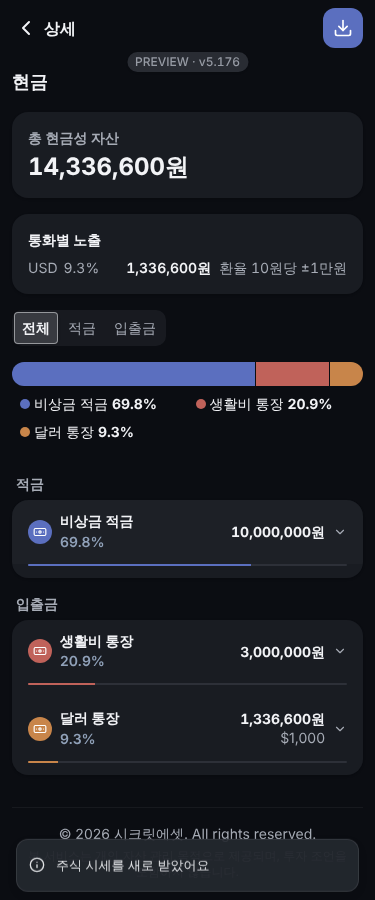 상세
PREVIEW · v5.176
현금
총 현금성 자산
14,336,600원
통화별 노출
USD 9.3% 1,336,600원 환율 10원당 ±1만원
전체 적금 입출금
비상금 적금 69.8% 생활비 통장 20.9%
달러 통장 9.3%
적금
비상금 적금
69.8%
10,000,000원
입출금
생활비 통장
20.9%
3,000,000원
달러 통장
9.3%
1,336,600원
$1,000
© 2026 시크릿에셋. All rights reserved.
주식 시세를 새로 받았어요